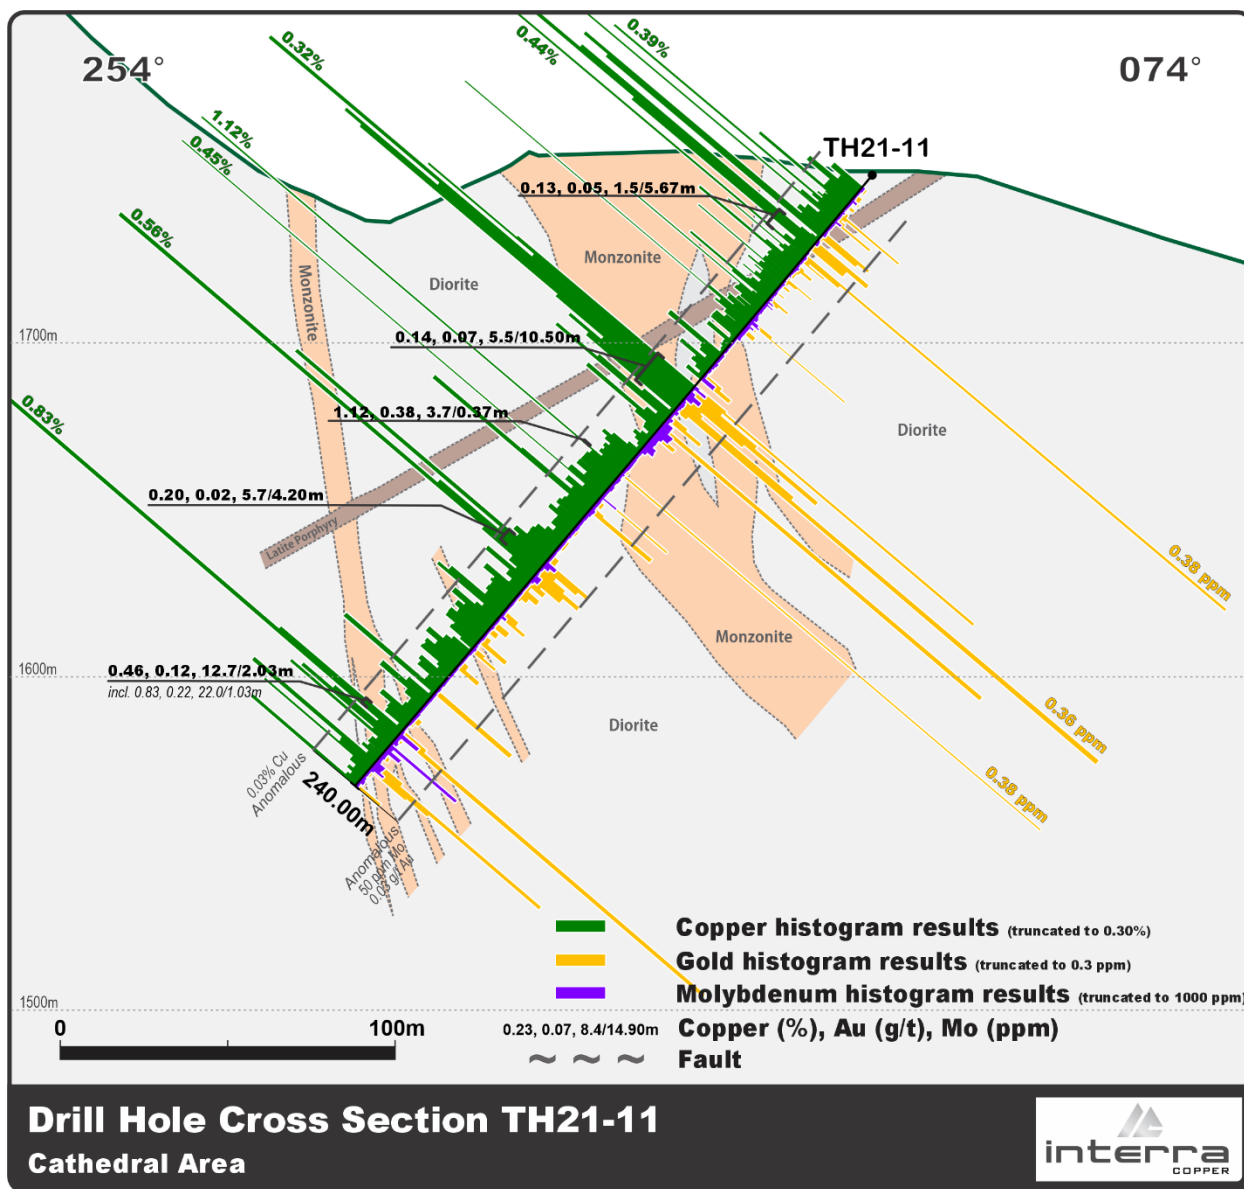 254°
074°
0.32%
0.44%
0.39%
1.12%
0.45%
0.56%
0.83%
TH21-11
0.13, 0.05, 1.5/5.67m
Monzonite
Diorite
Monzonite
1700m
0.14, 0.07, 5.5/10.50m
1.12, 0.38, 3.7/0.37m
Diorite
0.20, 0.02, 5.7/4.20m
Latite Porphyry
0.38 ppm
Monzonite
1600m
0.46, 0.12, 12.7/2.03m
incl. 0.83, 0.22, 22.0/1.03m
Diorite
0.36 ppm
0.38 ppm
0.03% Cu
Anomalous
240.00m
Anomalous
50 ppm Mo
0.03 g/t Au
Copper histogram results (truncated to 0.30%)
Gold histogram results (truncated to 0.3 ppm)
Molybdenum histogram results (truncated to 1000 ppm)
1500m
0.23, 0.07, 8.4/14.90m Copper (%), Au (g/t), Mo (ppm)
Fault
0 100m
Drill Hole Cross Section TH21-11
Cathedral Area
interra
COPPER